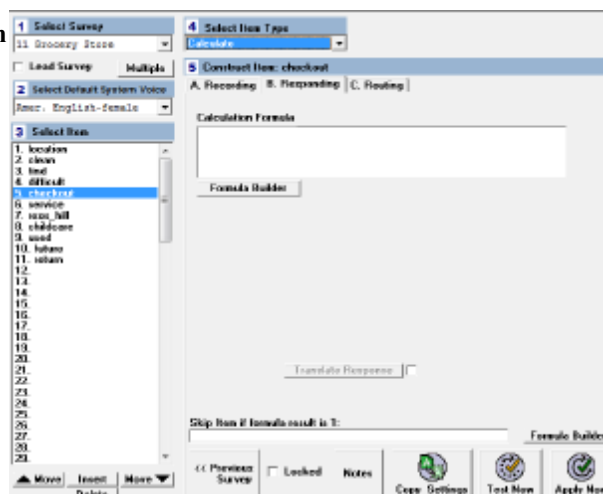 1 Select Survey
11 Grocery Store
Lead Survey Multiple
2 Select Default System Voice
Amer. English-female
3 Select Item
1. location
2. clean
3. find
4. difficult
5. checkout
6. service
7. ross_hill
8. childcare
9. used
10. future
11. return
12.
13.
14.
15.
16.
17.
18.
19.
20.
21.
22.
23.
24.
25.
26.
27.
28.
29.
Move Insert Move
Delete
4 Select Item Type
Calculate
5 Construct Item: checkout
A. Recording B. Responding C. Routing
Calculation Formula
Formula Builder
Translate Response
Skip Item if formula result is 1:
Formula Builder
<< Previous Survey
Locked Notes
Copy Settings
Test Now
Apply Now